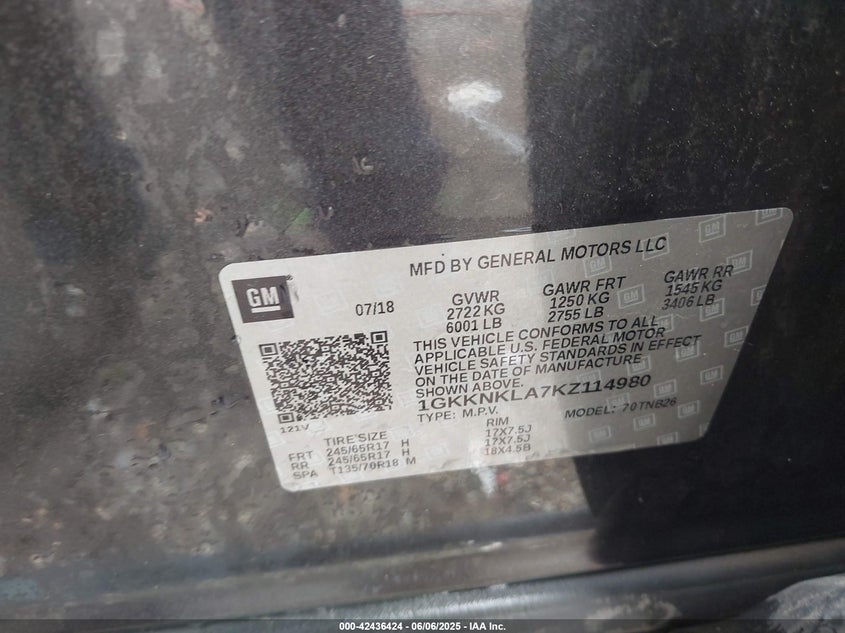 MFD BY GENERAL MOTORS LLC
GM
07/18
GVWR GAWR FRT GAWR RR
2722 KG 1250 KG 1545 KG
6001 LB 2755 LB 3406 LB
THIS VEHICLE CONFORMS TO ALL
APPLICABLE U.S. FEDERAL MOTOR
VEHICLE SAFETY STANDARDS IN EFFECT
ON THE DATE OF MANUFACTURE
SHOWN ABOVE.
1GKKNKLA7KZ114980
TYPE: M.P.V. MODEL: 70TNB26
121V
TIRE SIZE RIM
FRT 245/65R17 H 17X7.5J
RR 245/65R17 H 17X7.5J
SPA T135/70R18 M 18X4.5B
000-42436424 - 06/06/2025 - IAA Inc.